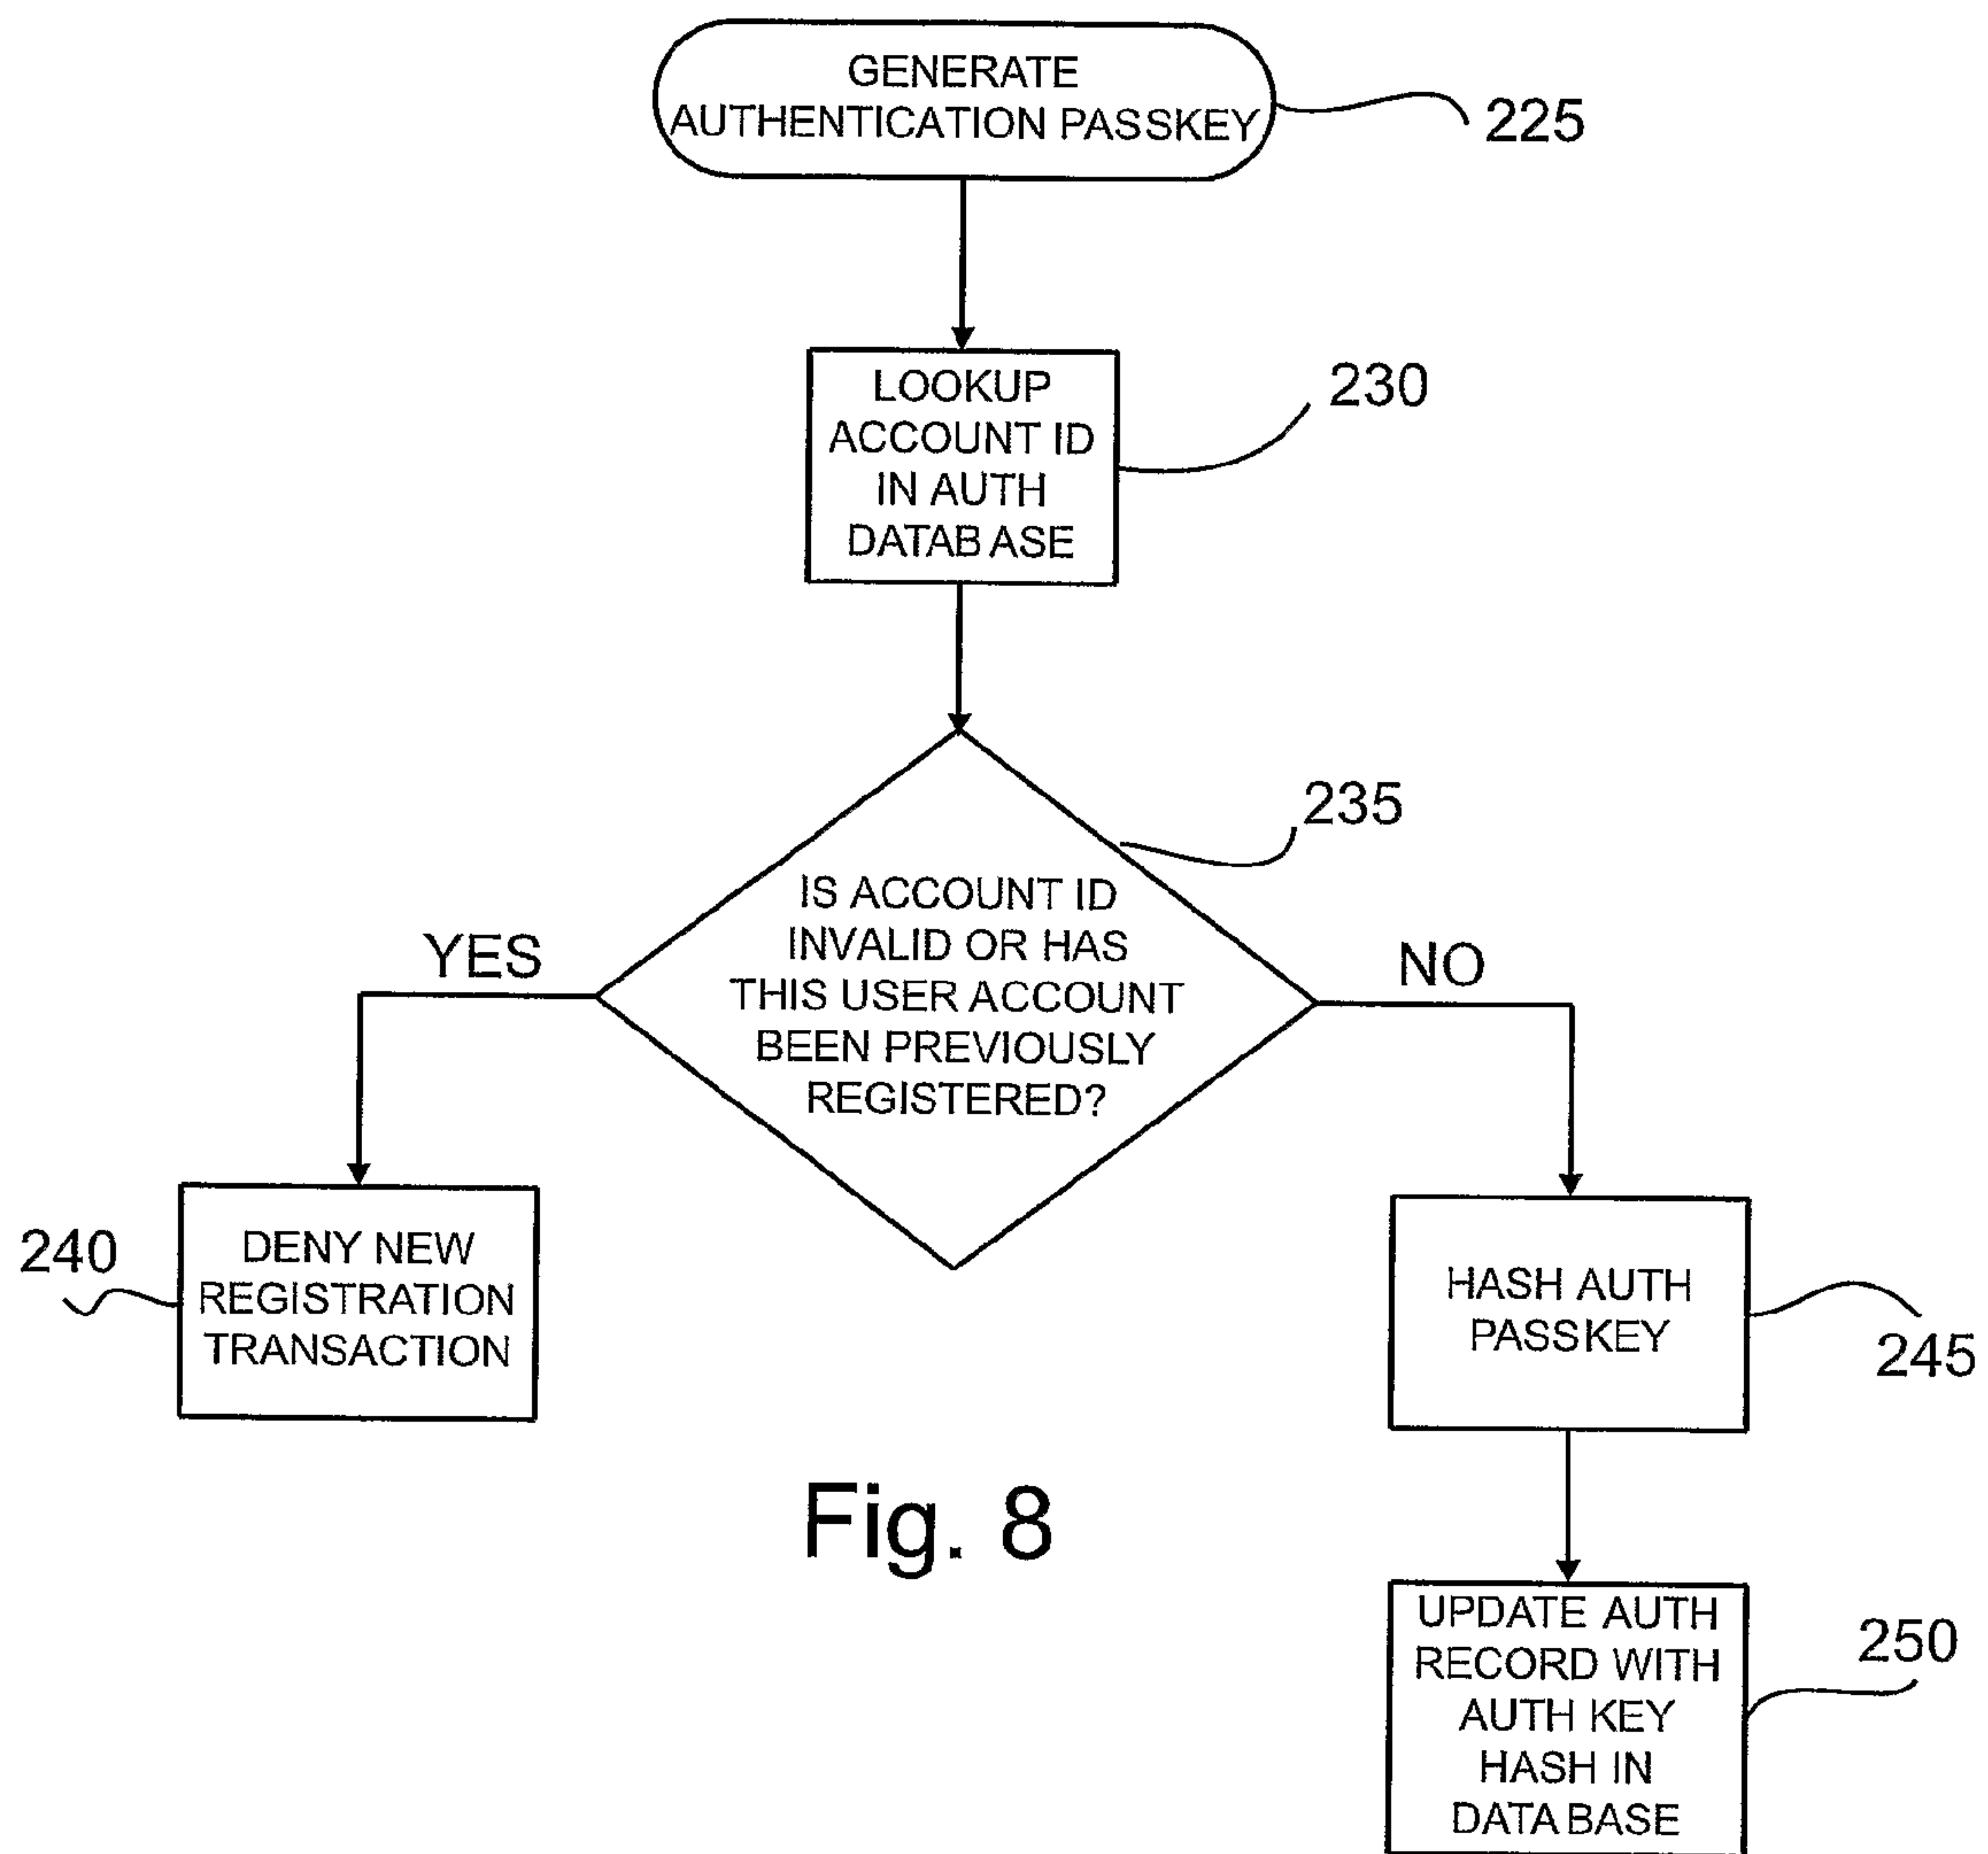 GENERATE
AUTHENTICATION PASSKEY
225
LOOKUP
ACCOUNT ID
IN AUTH
DATABASE
230
235
IS ACCOUNT ID
INVALID OR HAS
THIS USER ACCOUNT
BEEN PREVIOUSLY
REGISTERED?
YES
NO
240
DENY NEW
REGISTRATION
TRANSACTION
HASH AUTH
PASSKEY
245
Fig. 8
UPDATE AUTH
RECORD WITH
AUTH KEY
HASH IN
DATABASE
250